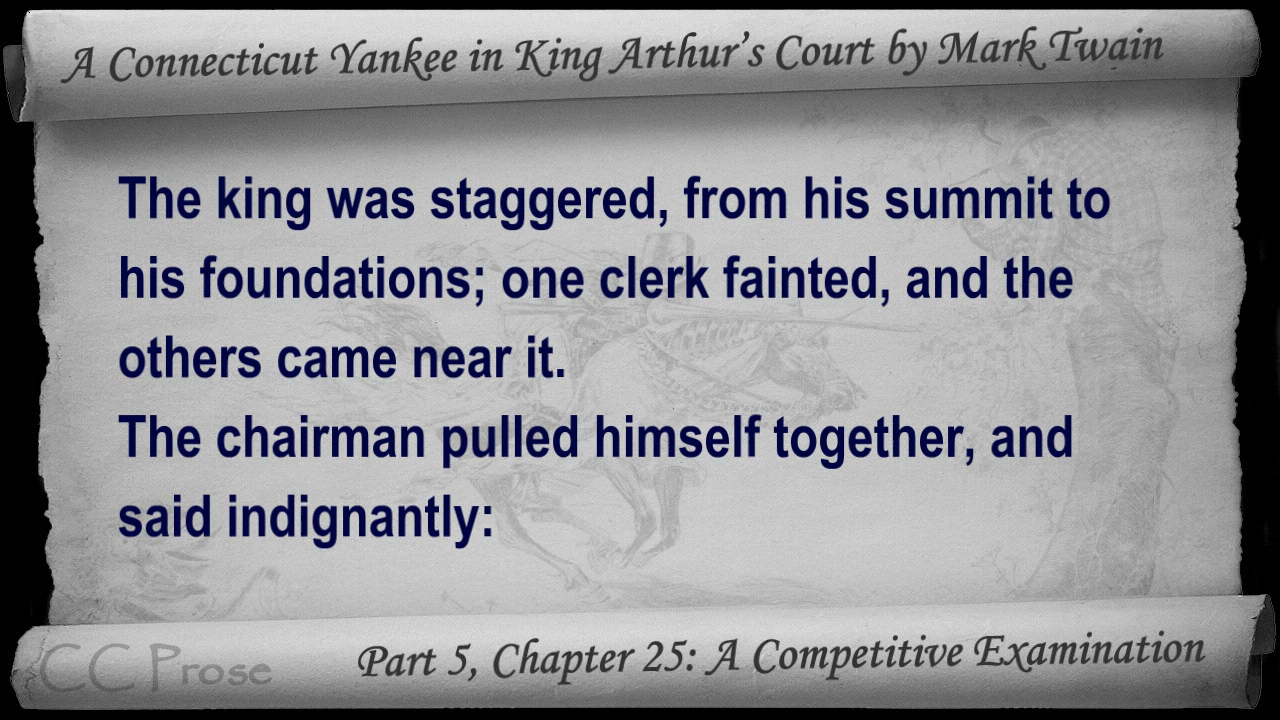 A Connecticut Yankee in King Arthur's Court by Mark Twain
The king was staggered, from his summit to
his foundations; one clerk fainted, and the
others came near it.
The chairman pulled himself together, and
said indignantly:
CC Prose
Part 5, Chapter 25: A Competitive Examination